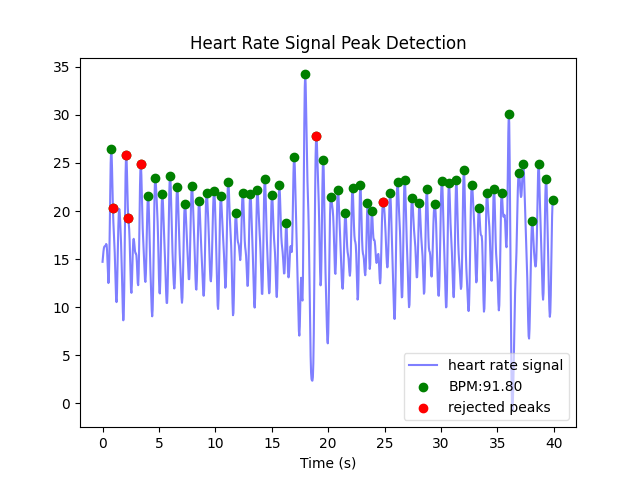 Heart Rate Signal Peak Detection
35
30
25
20
15
10
5
0
heart rate signal
BPM:91.80
rejected peaks
0 5 10 15 20 25 30 35 40
Time (s)